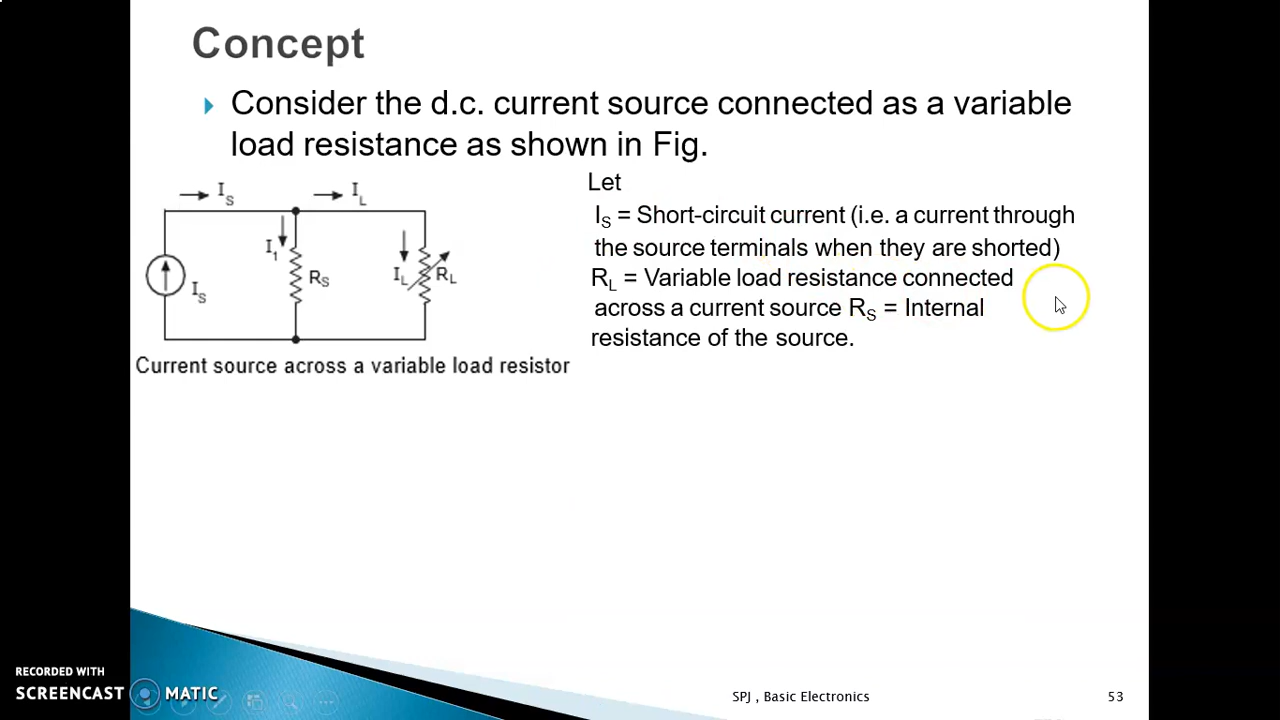 Concept
Consider the d.c. current source connected as a variable
load resistance as shown in Fig.
Let
IS = Short-circuit current (i.e. a current through
the source terminals when they are shorted)
RL = Variable load resistance connected
across a current source RS = Internal
resistance of the source.
IS
IL
I1
RS
IL
RL
IS
Current source across a variable load resistor
RECORDED WITH
SCREENCAST MATIC
SPJ , Basic Electronics
53